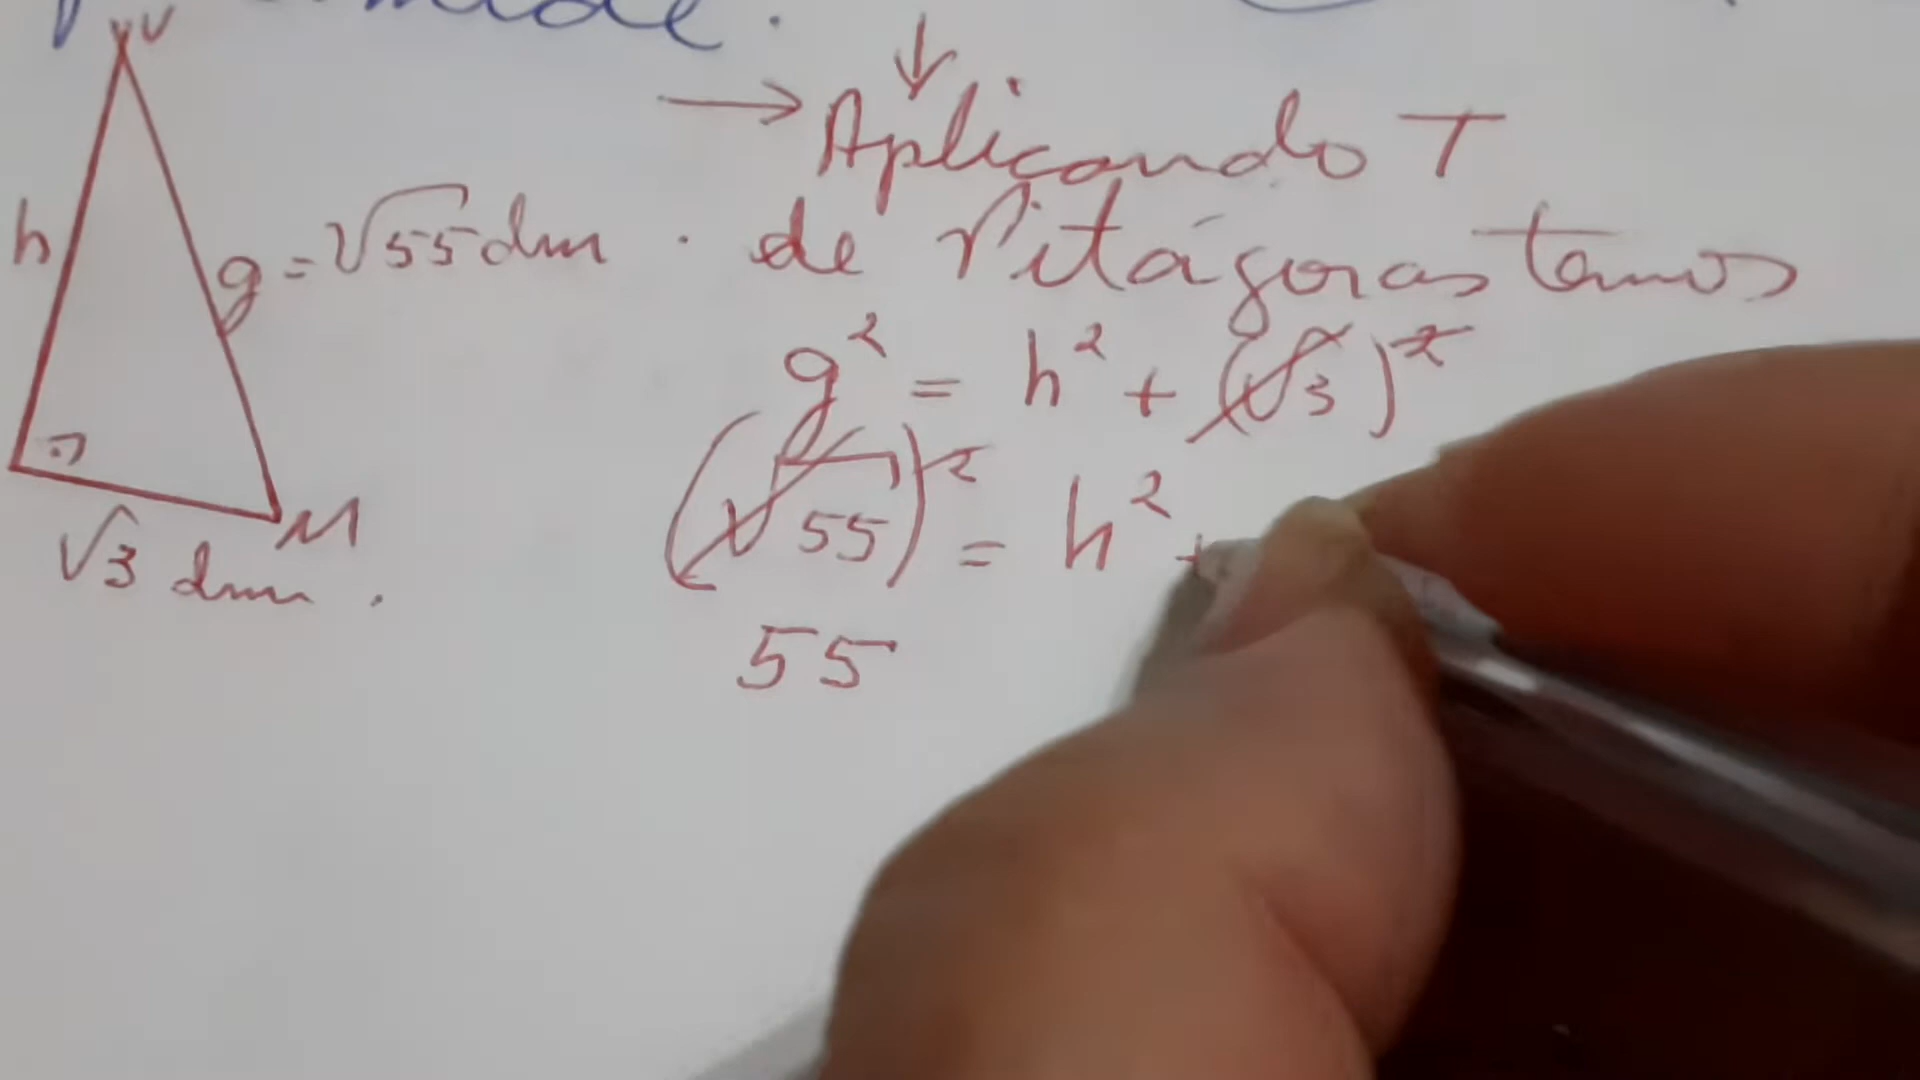 V
→ Aplicando T
h
g = √55 dm . de Pitágoras temos
g² = h² + (√3)²
(√55)² = h² +
M
√3 dm .
55